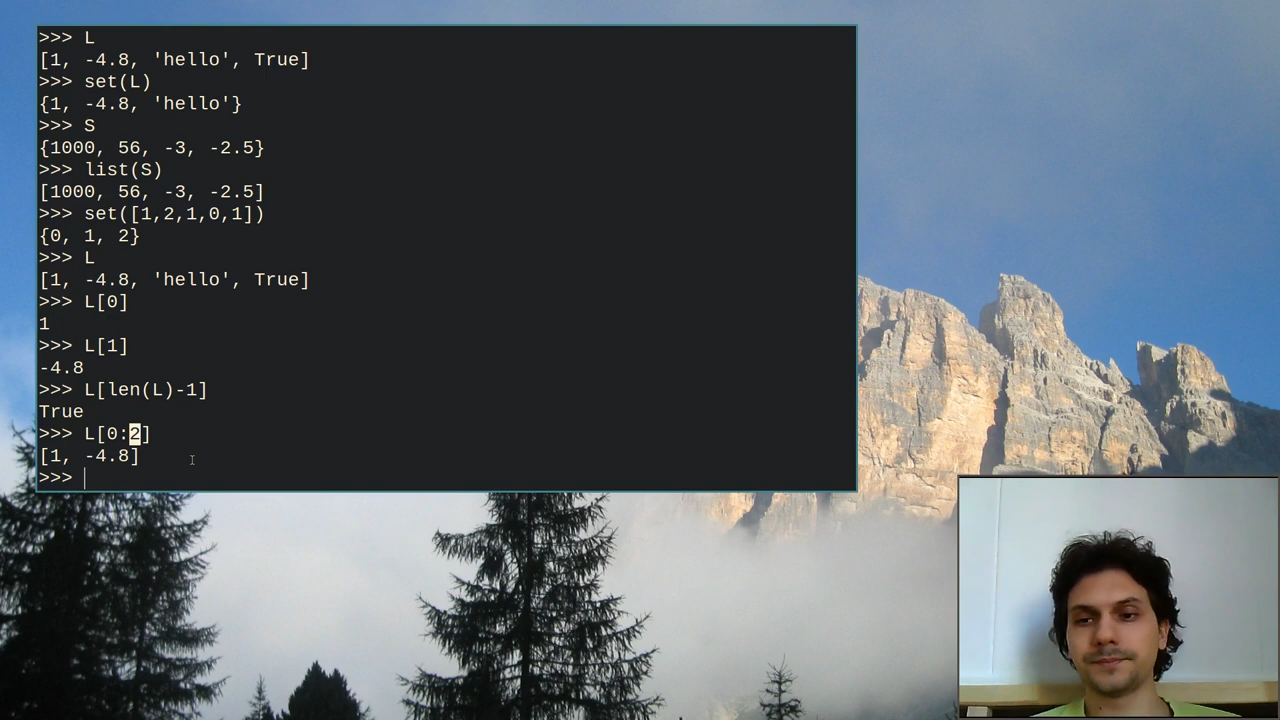 >>> L
[1, -4.8, 'hello', True]
>>> set(L)
{1, -4.8, 'hello'}
>>> S
{1000, 56, -3, -2.5}
>>> list(S)
[1000, 56, -3, -2.5]
>>> set([1,2,1,0,1])
{0, 1, 2}
>>> L
[1, -4.8, 'hello', True]
>>> L[0]
1
>>> L[1]
-4.8
>>> L[len(L)-1]
True
>>> L[0:2]
[1, -4.8]
>>>